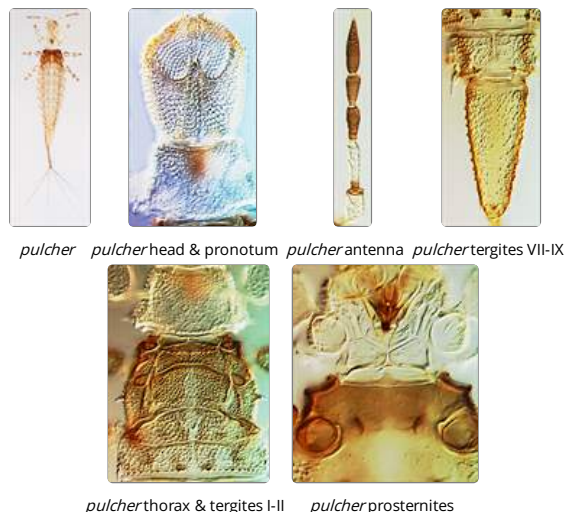 pulcher pulcher head & pronotum pulcher antenna pulcher tergites VII-IX
pulcher thorax & tergites I-II pulcher prosternites